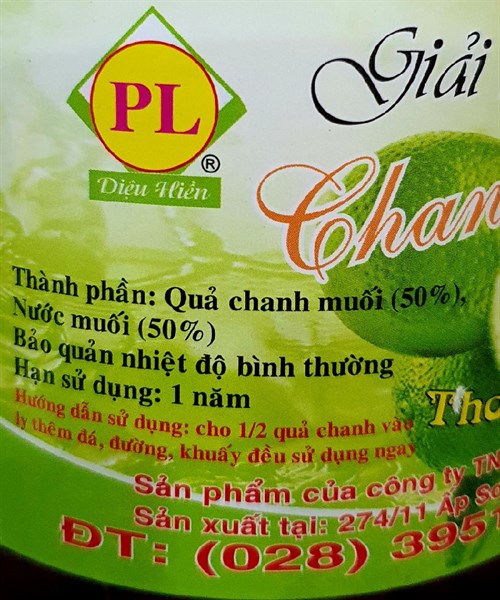 PL
®
Diệu Hiền
Giải
Chan
Thành phần: Quả chanh muối (50%),
Nước muối (50%)
Bảo quản nhiệt độ bình thường
Hạn sử dụng: 1 năm
Hướng dẫn sử dụng: cho 1/2 quả chanh vào
ly thêm đá, đường, khuấy đều sử dụng ngay
Tho
Sản phẩm của công ty TN
Sản xuất tại: 274/11 Ấp
ĐT: (028) 3951